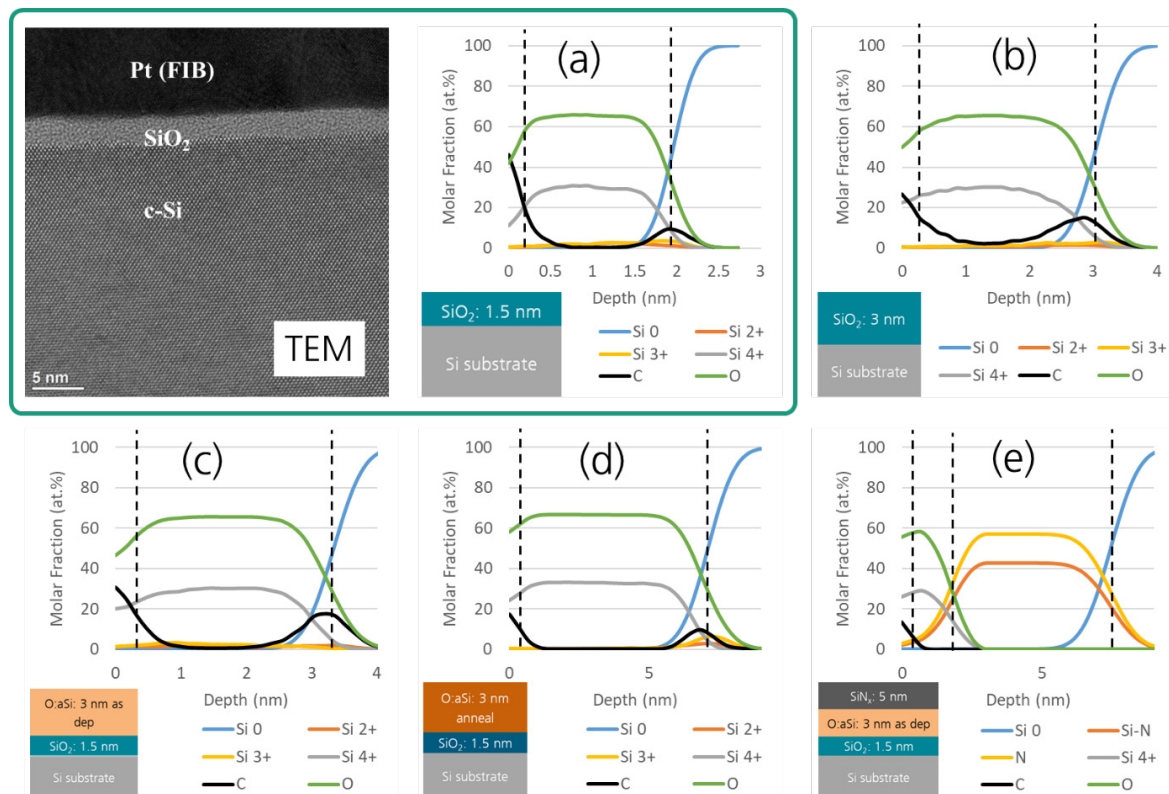 Pt (FIB)
SiO₂
c-Si
TEM
5 nm
(a)
Molar Fraction (at.%)
100
80
60
40
20
0
0 0.5 1 1.5 2 2.5 3
Depth (nm)
SiO₂: 1.5 nm
Si substrate
Si 0 Si 2+
Si 3+ Si 4+
C O
(b)
Molar Fraction (at.%)
100
80
60
40
20
0
0 1 2 3 4
Depth (nm)
SiO₂: 3 nm
Si substrate
Si 0 Si 2+ Si 3+
Si 4+ C O
(c)
Molar Fraction (at.%)
100
80
60
40
20
0
0 1 2 3 4
Depth (nm)
O:aSi: 3 nm as
dep
SiO₂: 1.5 nm
Si substrate
Si 0 Si 2+
Si 3+ Si 4+
C O
(d)
Molar Fraction (at.%)
100
80
60
40
20
0
0 5
Depth (nm)
O:aSi: 3 nm
anneal
SiO₂: 1.5 nm
Si substrate
Si 0 Si 2+
Si 3+ Si 4+
C O
(e)
Molar Fraction (at.%)
100
80
60
40
20
0
0 5
Depth (nm)
SiNₓ: 5 nm
O:aSi: 3 nm as dep
SiO₂: 1.5 nm
Si substrate
Si 0 Si-N
N Si 4+
C O